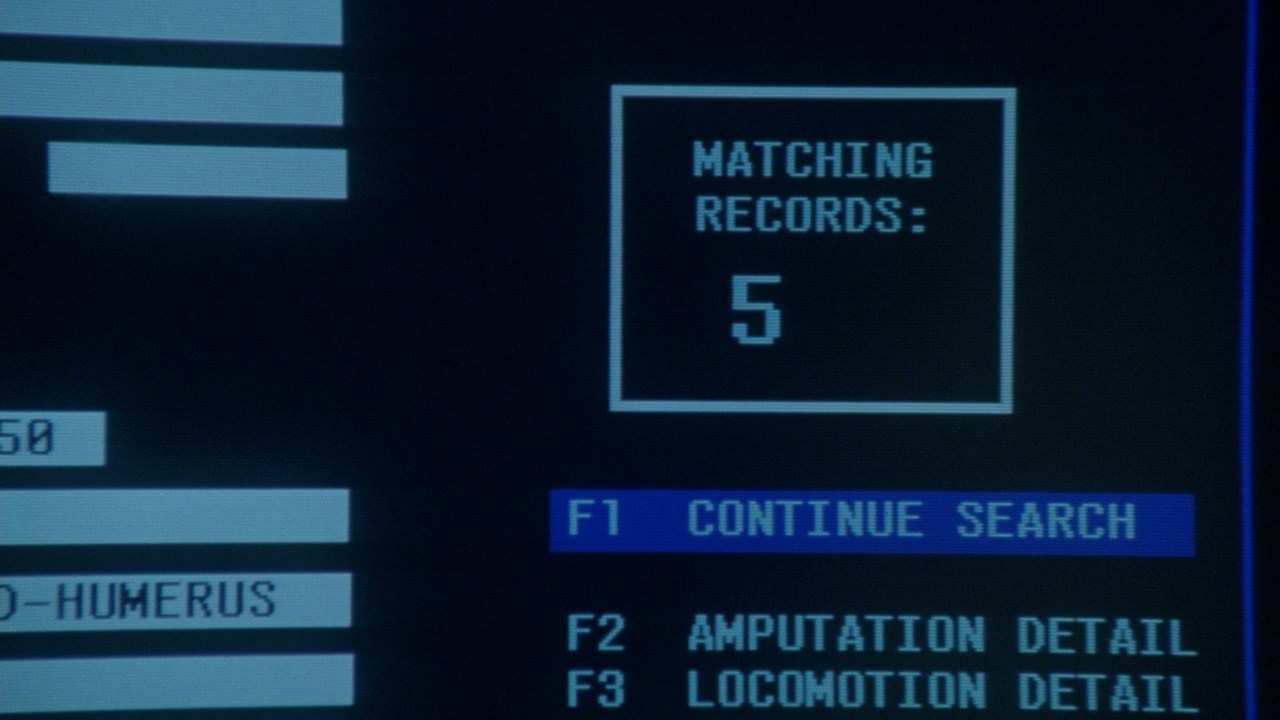 MATCHING
RECORDS:
5
50
F1 CONTINUE SEARCH
D-HUMERUS
F2 AMPUTATION DETAIL
F3 LOCOMOTION DETAIL